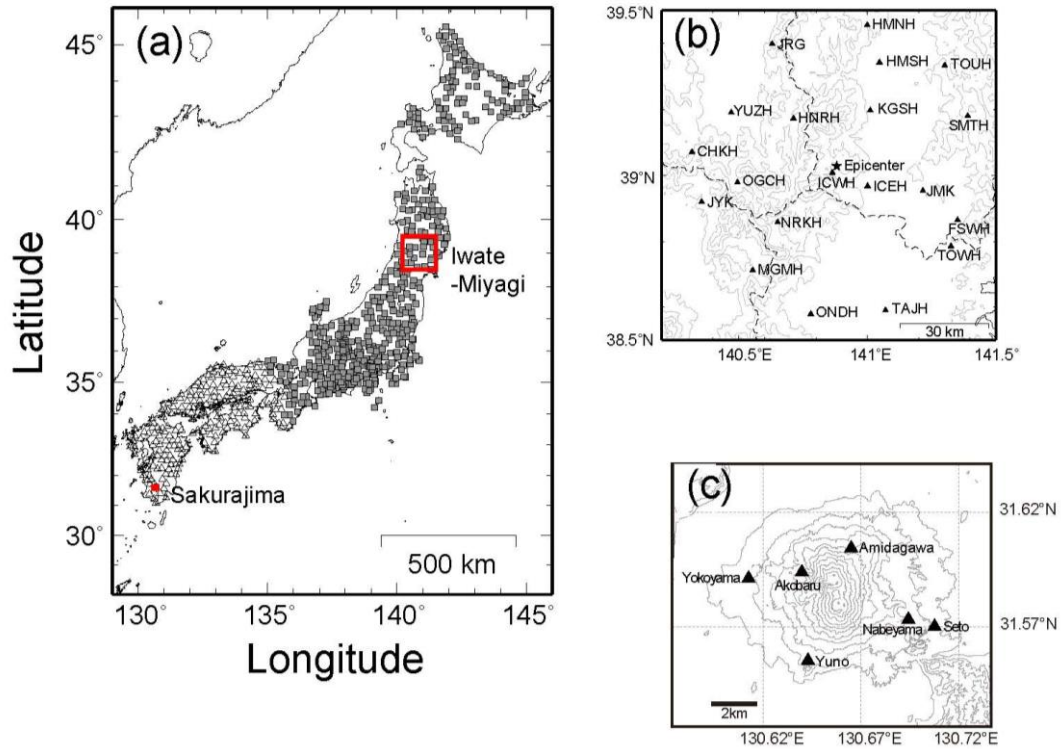 (a)
45°
40°
35°
30°
130°
135°
140°
145°
Latitude
Longitude
Iwate
-Miyagi
Sakurajima
500 km
(b)
39.5°N
39°N
38.5°N
140.5°E
141°E
141.5°
HMNH
JRG
HMSH
TOUH
YUZH
HNRH
KGSH
SMTH
CHKH
Epicenter
OGCH
ICWH
ICEH
JMK
JYK
NRKH
FSWH
TOWH
MGMH
ONDH
TAJH
30 km
(c)
31.62°N
31.57°N
Amidagawa
Yokoyama
Akobaru
Nabeyama
Seto
Yuno
2km
130.62°E
130.67°E
130.72°E